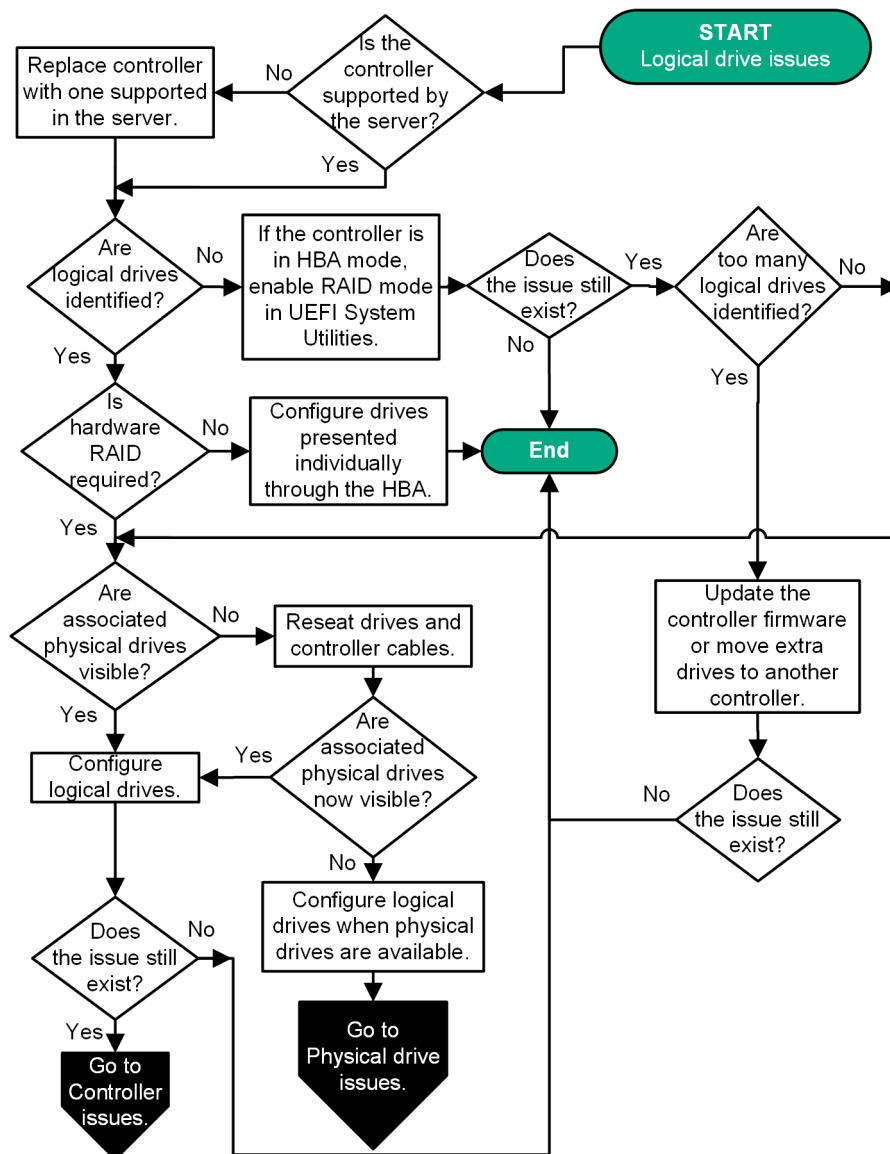 START
Logical drive issues
Is the
controller
supported by
the server?
No
Replace controller
with one supported
in the server.
Yes
Are
logical drives
identified?
No
If the controller is
in HBA mode,
enable RAID mode
in UEFI System
Utilities.
Does
the issue still
exist?
Yes
Are
too many
logical drives
identified?
No
Yes
No
Yes
Is
hardware
RAID
required?
No
Configure drives
presented
individually
through the HBA.
End
Yes
Are
associated
physical drives
visible?
No
Reseat drives and
controller cables.
Update the
controller firmware
or move extra
drives to another
controller.
Yes
Configure
logical drives.
Yes
Are
associated
physical drives
now visible?
No
Does
the issue still
exist?
No
Configure logical
drives when physical
drives are available.
Does
the issue still
exist?
No
Yes
Go to
Controller
issues.
Go to
Physical drive
issues.